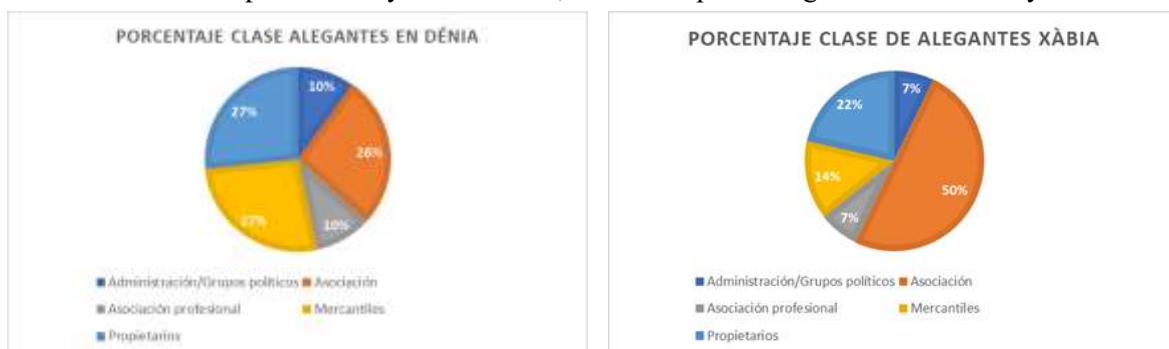 PORCENTAJE CLASE ALEGANTES EN DÉNIA
10%
26%
10%
27%
27%
Administración/Grupos políticos Asociación
Asociación profesional Mercantiles
Propietarios
PORCENTAJE CLASE DE ALEGANTES XÀBIA
7%
50%
7%
14%
22%
Administración/Grupos políticos Asociación
Asociación profesional Mercantiles
Propietarios